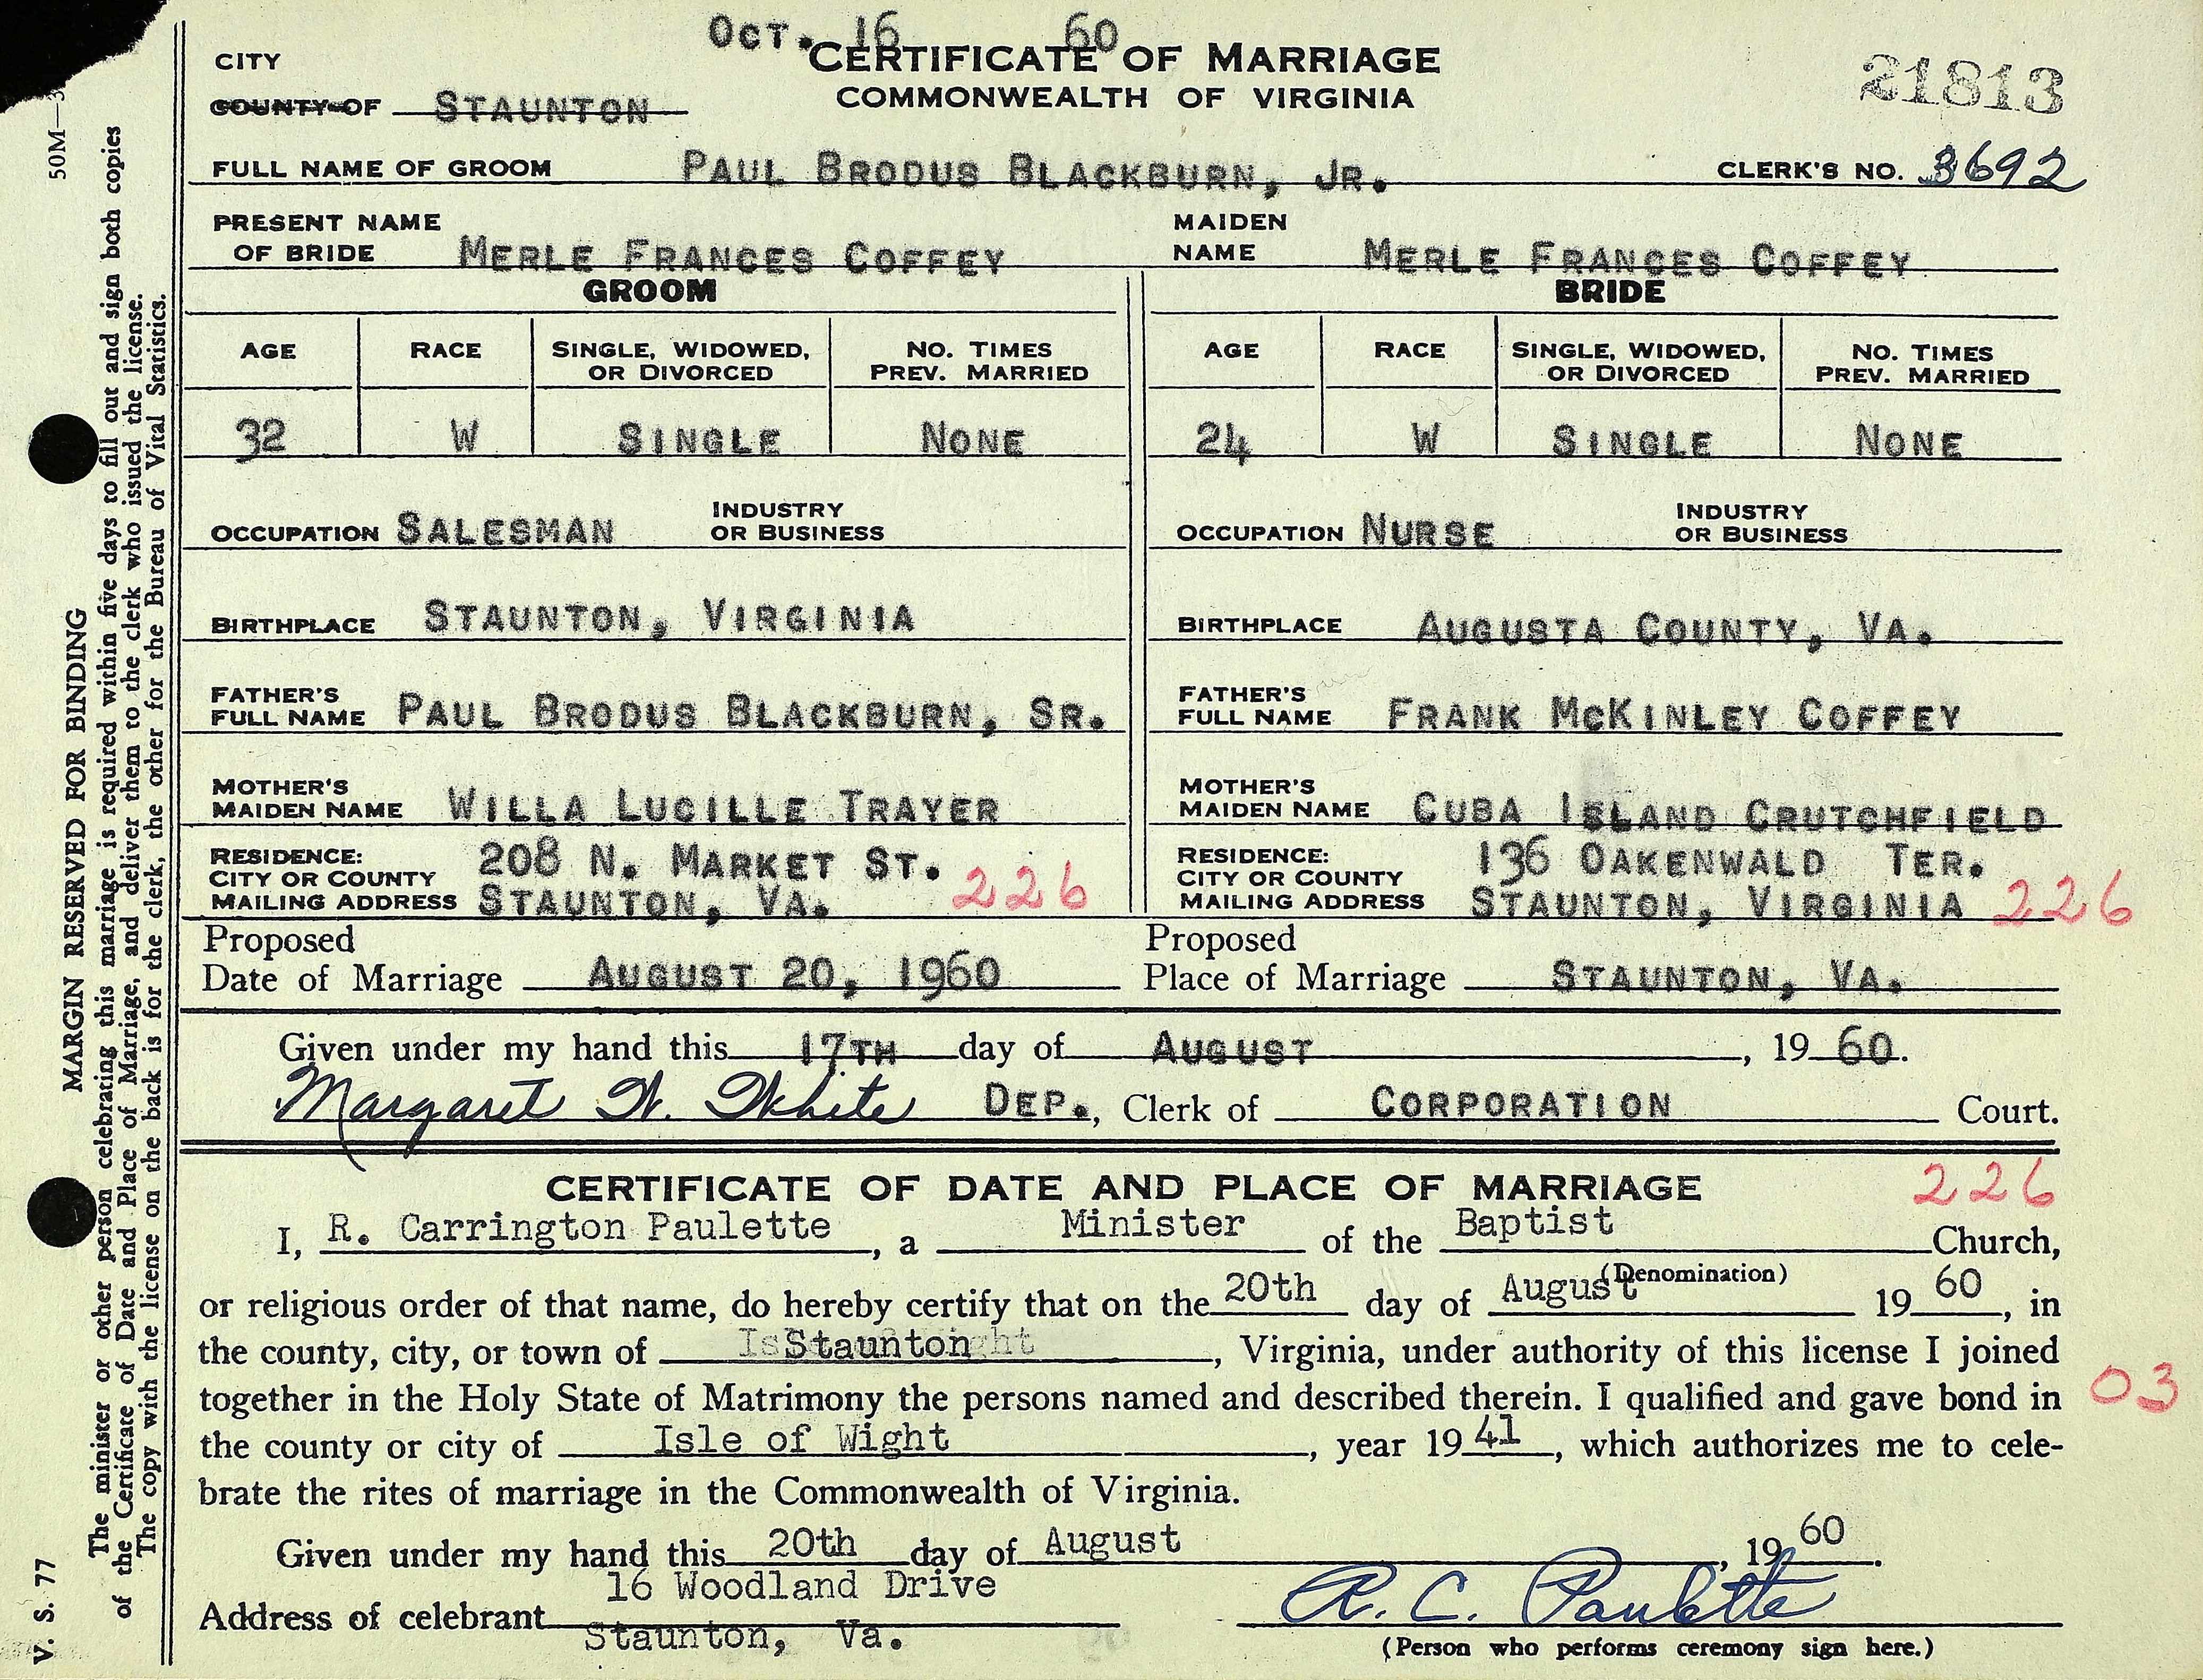 OCT. 16 60
CERTIFICATE OF MARRIAGE
COMMONWEALTH OF VIRGINIA
21813
CITY
COUNTY OF STAUNTON
FULL NAME OF GROOM PAUL BRODUS BLACKBURN, JR. CLERK'S NO. 3692
PRESENT NAME OF BRIDE MERLE FRANCES COFFEY MAIDEN NAME MERLE FRANCES COFFEY
GROOM BRIDE
AGE RACE SINGLE, WIDOWED, OR DIVORCED NO. TIMES PREV. MARRIED AGE RACE SINGLE, WIDOWED, OR DIVORCED NO. TIMES PREV. MARRIED
32 W SINGLE NONE 24 W SINGLE NONE
OCCUPATION SALESMAN INDUSTRY OR BUSINESS OCCUPATION NURSE INDUSTRY OR BUSINESS
BIRTHPLACE STAUNTON, VIRGINIA BIRTHPLACE AUGUSTA COUNTY, VA.
FATHER'S FULL NAME PAUL BRODUS BLACKBURN, SR. FATHER'S FULL NAME FRANK MCKINLEY COFFEY
MOTHER'S MAIDEN NAME WILLA LUCILLE TRAYER MOTHER'S MAIDEN NAME CUBA ISLAND CRUTCHFIELD
RESIDENCE: 208 N. MARKET ST. RESIDENCE: 136 OAKENWALD TER.
CITY OR COUNTY CITY OR COUNTY
MAILING ADDRESS STAUNTON, VA. 226 MAILING ADDRESS STAUNTON, VIRGINIA 226
Proposed Proposed
Date of Marriage AUGUST 20, 1960 Place of Marriage STAUNTON, VA.
Given under my hand this 17TH day of AUGUST, 1960.
Margaret W. White DEP., Clerk of CORPORATION Court.
CERTIFICATE OF DATE AND PLACE OF MARRIAGE 226
I, R. Carrington Paulette, a Minister of the Baptist Church,
(Denomination)
or religious order of that name, do hereby certify that on the 20th day of August 1960, in
the county, city, or town of Staunton, Virginia, under authority of this license I joined
together in the Holy State of Matrimony the persons named and described therein. I qualified and gave bond in 03
the county or city of Isle of Wight, year 1941, which authorizes me to cele-
brate the rites of marriage in the Commonwealth of Virginia.
Given under my hand this 20th day of August, 1960.
16 Woodland Drive
Address of celebrant R. C. Paulette
Staunton, Va.
(Person who performs ceremony sign here.)
MARGIN RESERVED FOR BINDING
The minister or other person celebrating this marriage is required within five days to fill out and sign both copies
of the Certificate of Date and Place of Marriage, and deliver them to the clerk who issued the license.
The copy with the license on the back is for the clerk, the other for the Bureau of Vital Statistics.
V. S. 77
50M—